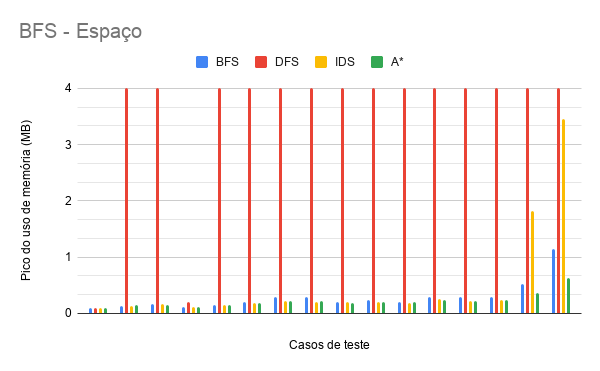 BFS - Espaço
BFS DFS IDS A*
Pico do uso de memória (MB)
4
3
2
1
0
Casos de teste